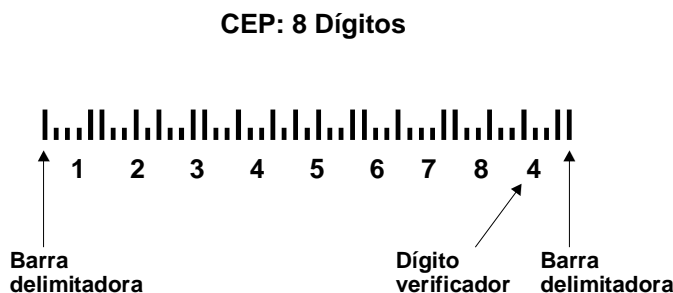 CEP: 8 Dígitos
1 2 3 4 5 6 7 8 4
Barra
delimitadora
Dígito
verificador
Barra
delimitadora